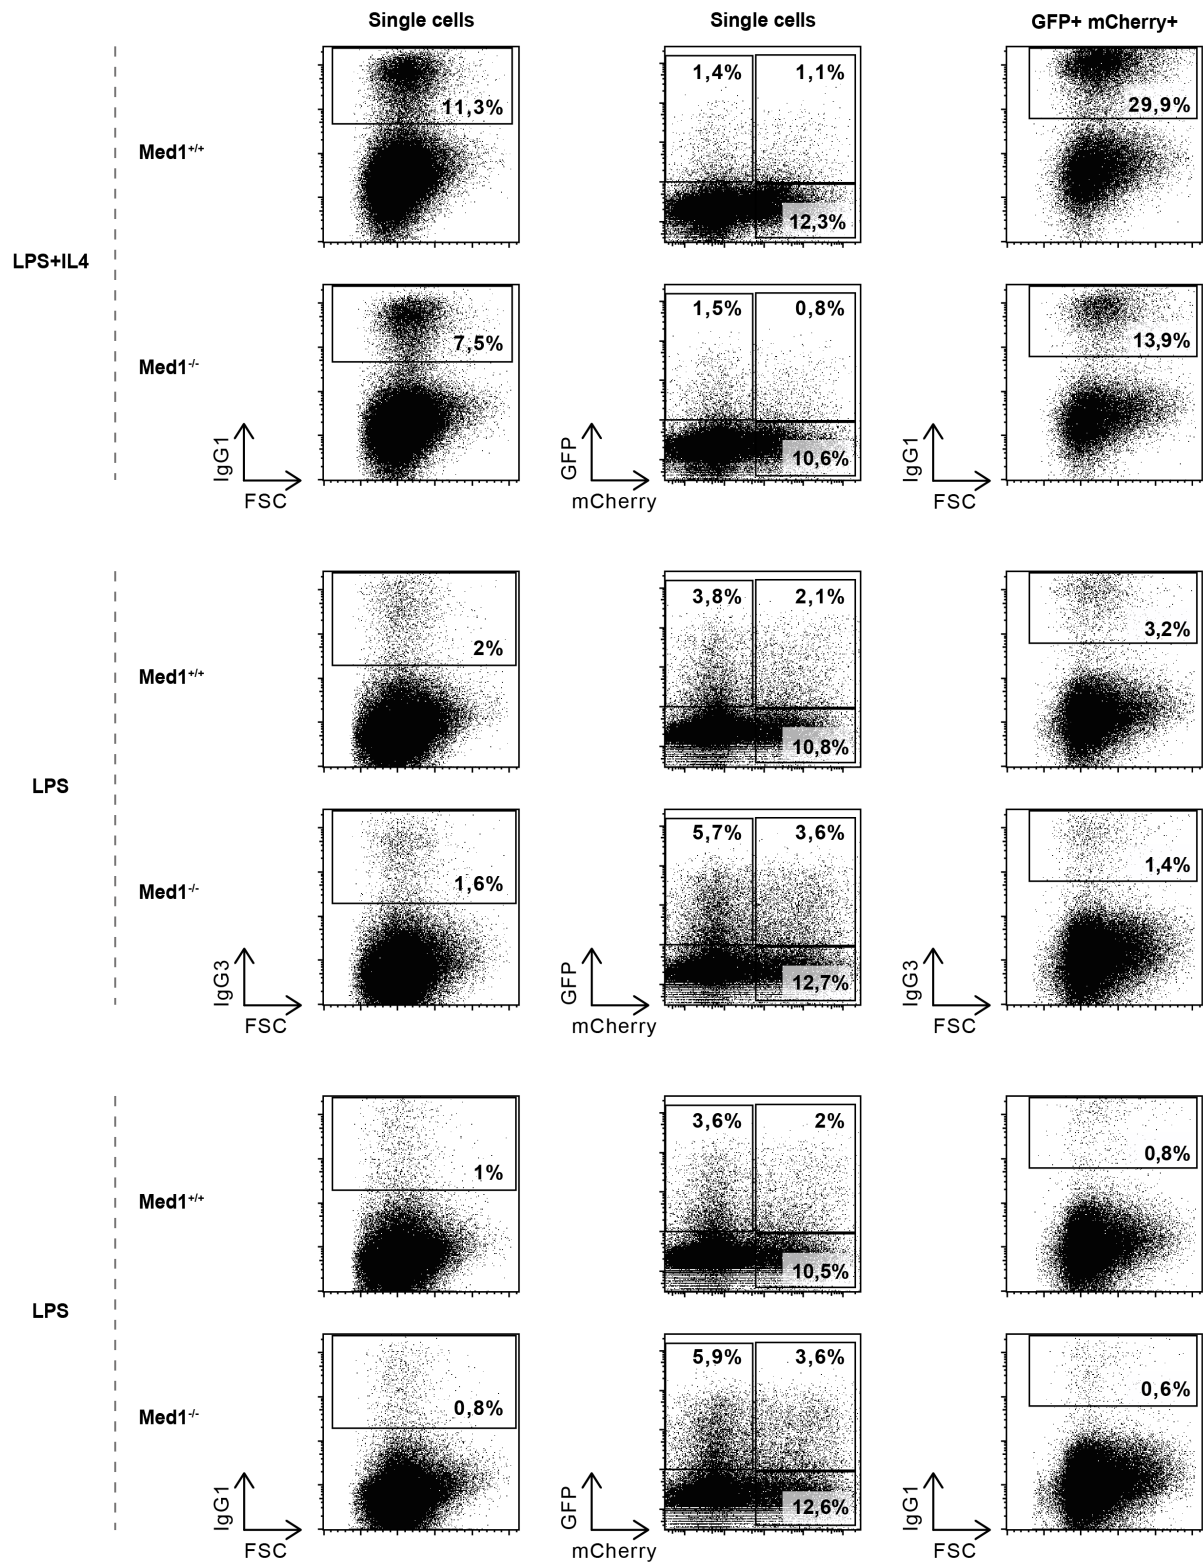 Single cells Single cells GFP+ mCherry+
LPS+IL4
Med1+/+
11,3%
1,4% 1,1%
12,3%
29,9%
Med1-/-
7,5%
1,5% 0,8%
10,6%
13,9%
IgG1
FSC
GFP
mCherry
IgG1
FSC
LPS
Med1+/+
2%
3,8% 2,1%
10,8%
3,2%
Med1-/-
1,6%
5,7% 3,6%
12,7%
1,4%
IgG3
FSC
GFP
mCherry
IgG3
FSC
LPS
Med1+/+
1%
3,6% 2%
10,5%
0,8%
Med1-/-
0,8%
5,9% 3,6%
12,6%
0,6%
IgG1
FSC
GFP
mCherry
IgG1
FSC